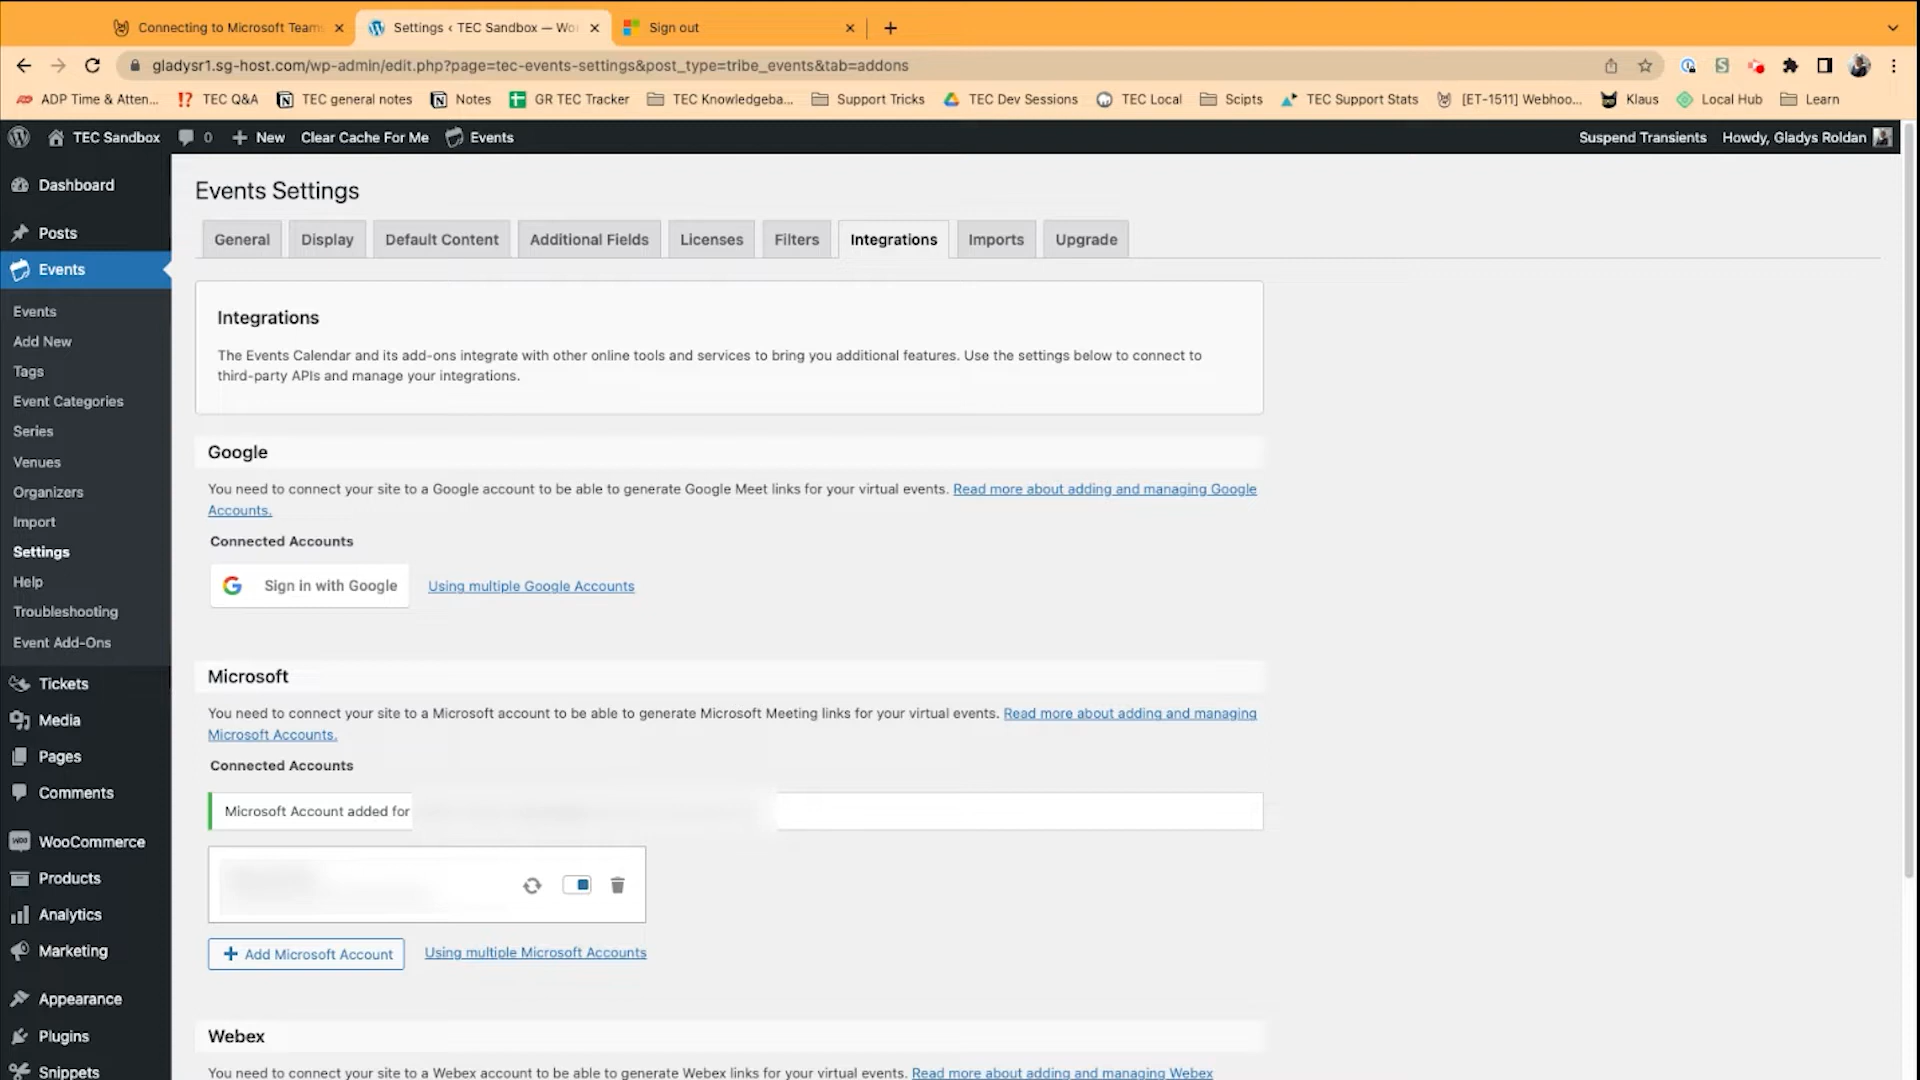 Connecting to Microsoft Team
Settings ‹ TEC Sandbox — Wo
Sign out
gladysr1.sg-host.com/wp-admin/edit.php?page=tec-events-settings&post_type=tribe_events&tab=addons
ADP Time & Atten...
TEC Q&A
TEC general notes
Notes
GR TEC Tracker
TEC Knowledgeba...
Support Tricks
TEC Dev Sessions
TEC Local
Scipts
TEC Support Stats
[ET-1511] Webhoo...
Klaus
Local Hub
Learn
TEC Sandbox
0
New
Clear Cache For Me
Events
Suspend Transients
Howdy, Gladys Roldan
Dashboard
Posts
Events
Events
Add New
Tags
Event Categories
Series
Venues
Organizers
Import
Settings
Help
Troubleshooting
Event Add-Ons
Tickets
Media
Pages
Comments
WooCommerce
Products
Analytics
Marketing
Appearance
Plugins
Snippets
Events Settings
General
Display
Default Content
Additional Fields
Licenses
Filters
Integrations
Imports
Upgrade
Integrations
The Events Calendar and its add-ons integrate with other online tools and services to bring you additional features. Use the settings below to connect to
third-party APIs and manage your integrations.
Google
You need to connect your site to a Google account to be able to generate Google Meet links for your virtual events. Read more about adding and managing Google
Accounts.
Connected Accounts
Sign in with Google
Using multiple Google Accounts
Microsoft
You need to connect your site to a Microsoft account to be able to generate Microsoft Meeting links for your virtual events. Read more about adding and managing
Microsoft Accounts.
Connected Accounts
Microsoft Account added for
Add Microsoft Account
Using multiple Microsoft Accounts
Webex
You need to connect your site to a Webex account to be able to generate Webex links for your virtual events. Read more about adding and managing Webex